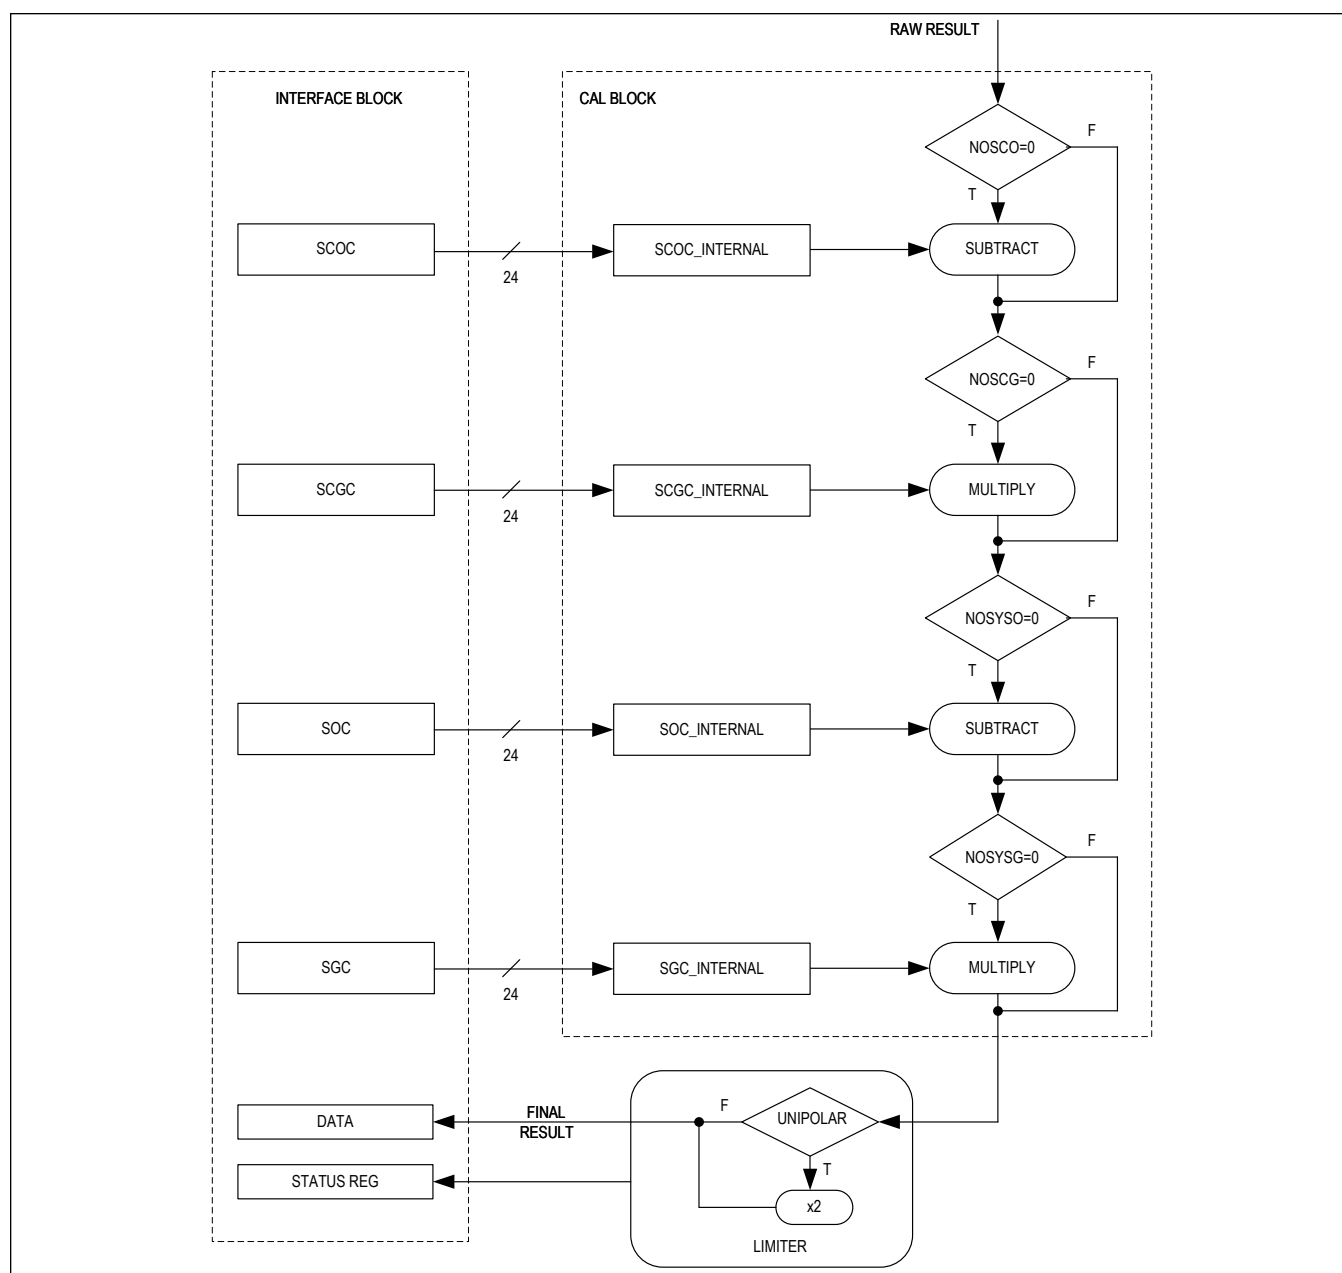 RAW RESULT
INTERFACE BLOCK
CAL BLOCK
NOSCO=0
F
T
SCOC
24
SCOC_INTERNAL
SUBTRACT
NOSCG=0
F
T
SCGC
24
SCGC_INTERNAL
MULTIPLY
NOSYSO=0
F
T
SOC
24
SOC_INTERNAL
SUBTRACT
NOSYSG=0
F
T
SGC
24
SGC_INTERNAL
MULTIPLY
DATA
FINAL
RESULT
F
UNIPOLAR
T
STATUS REG
x2
LIMITER